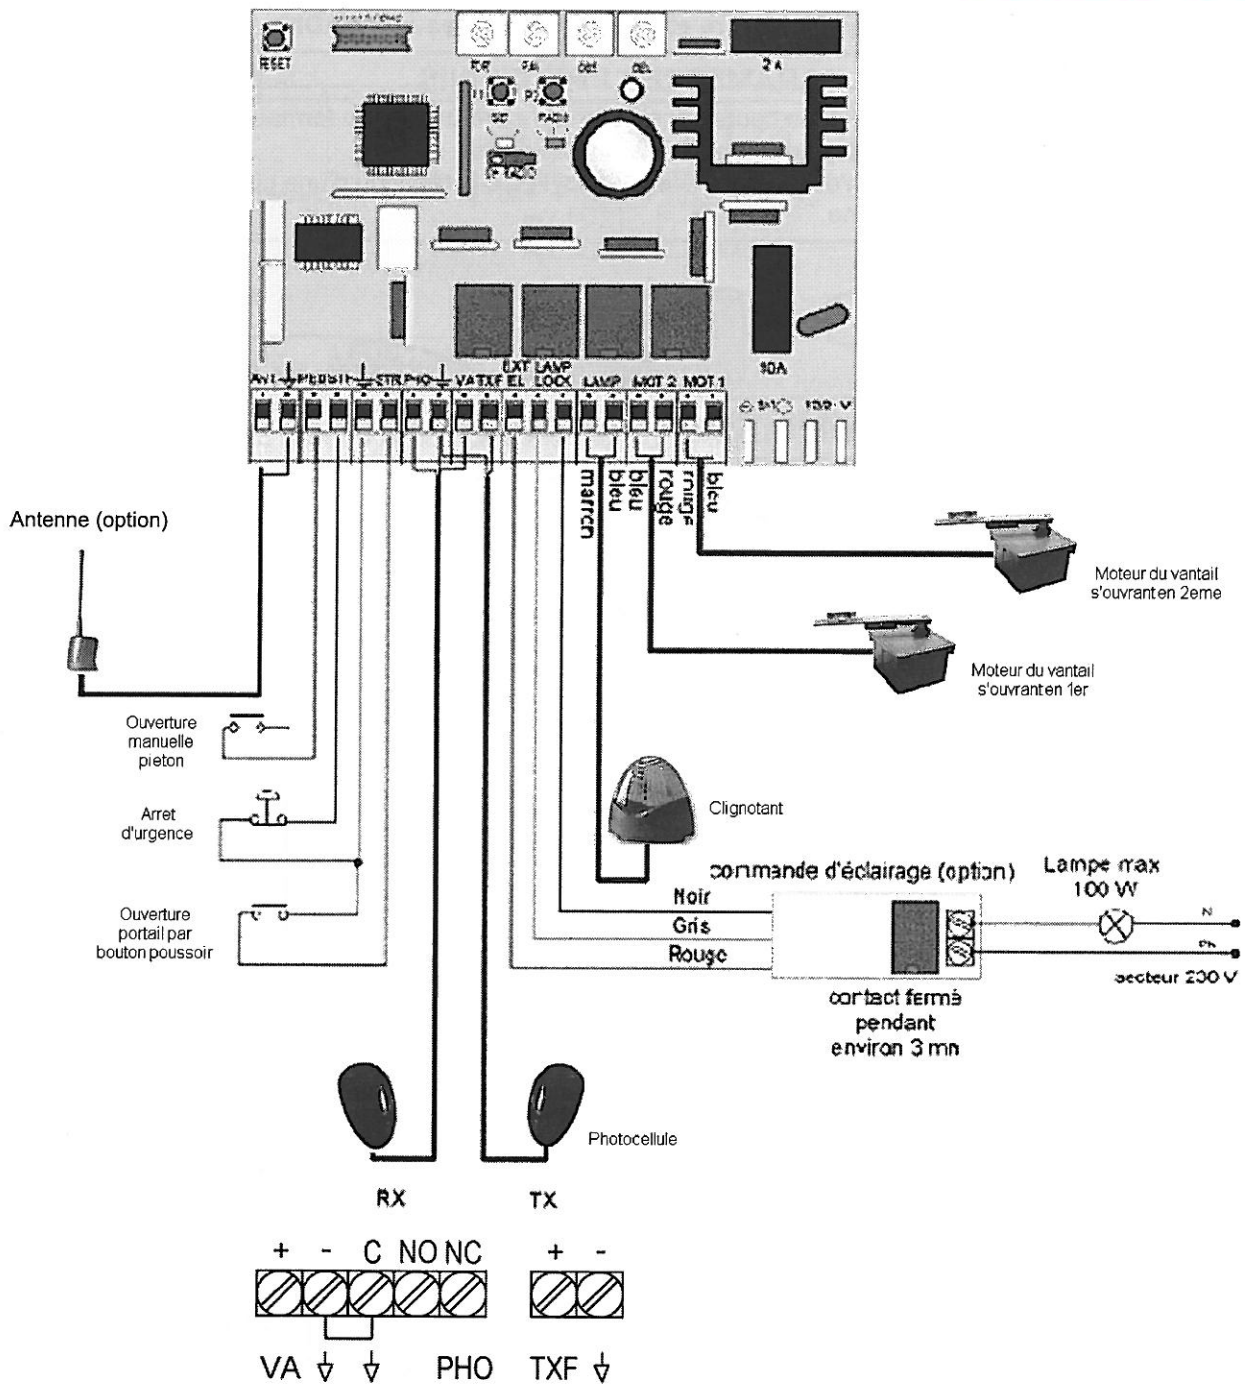 RESET
2 A
RADIO
10A
EXT LAMP
ANT PED STP STR PHO VA TXF EL LOCK LAMP MOT 2 MOT 1
marron
bleu
bleu
rouge
rouge
bleu
Antenne (option)
Moteur du vantail
s'ouvrant en 2eme
Moteur du vantail
s'ouvrant en 1er
Ouverture
manuelle
pieton
Arret
d'urgence
Clignotant
commande d'éclairage (option)
Lampe max
100 W
Noir
Gris
Rouge
N
Ph
secteur 230 V
Ouverture
portail par
bouton poussoir
contact fermé
pendant
environ 3 mn
Photocellule
RX TX
+ - C NO NC + -
VA PHO TXF